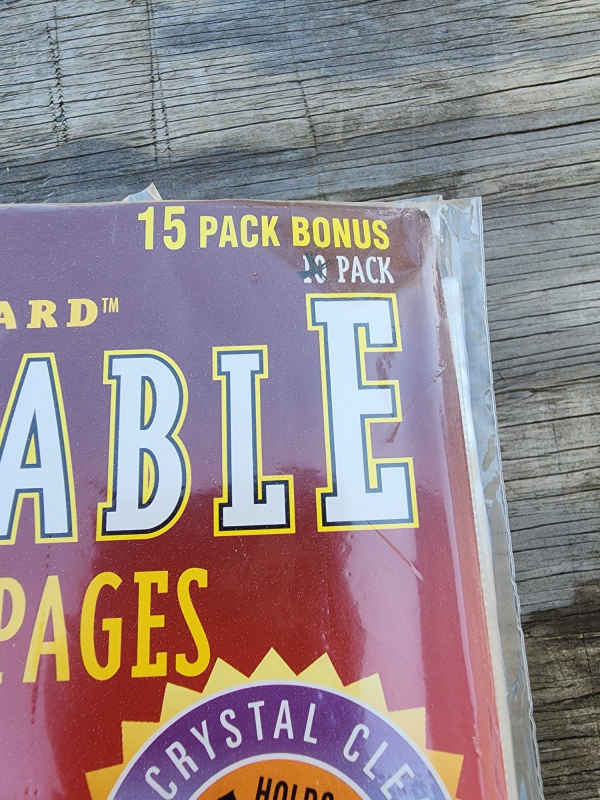 15 PACK BONUS
10 PACK
ARD™
ABLE
PAGES
CRYSTAL CLE
HOLDS